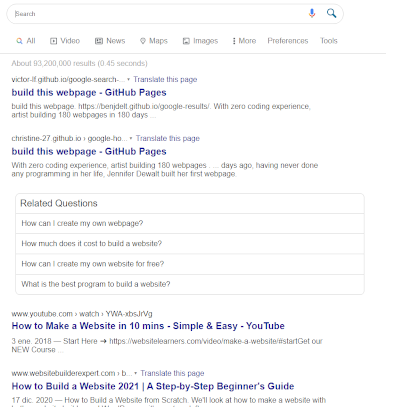 Search
All Video News Maps Images More Preferences Tools
About 93,200,000 results (0.45 seconds)
victor-lf.github.io/google-search-... • Translate this page
build this webpage - GitHub Pages
build this webpage. https://benjdelt.github.io/google-results/. With zero coding experience,
artist building 180 webpages in 180 days ...
christine-27.github.io › google-ho... • Translate this page
build this webpage - GitHub Pages
With zero coding experience, artist building 180 webpages ... ... days ago, having never done
any programming in her life, Jennifer Dewalt built her first webpage.
Related Questions
How can I create my own webpage?
How much does it cost to build a website?
How can I create my own website for free?
What is the best program to build a website?
www.youtube.com › watch › YWA-xbsJrVg
How to Make a Website in 10 mins - Simple & Easy - YouTube
3 ene. 2018 — Start Here ➔ https://websitelearners.com/video/make-a-website/#startGet our
NEW Course ...
www.websitebuilderexpert.com › b... • Translate this page
How to Build a Website 2021 | A Step-by-Step Beginner's Guide
17 dic. 2020 — How to Build a Website from Scratch. We'll look at how to make a website with